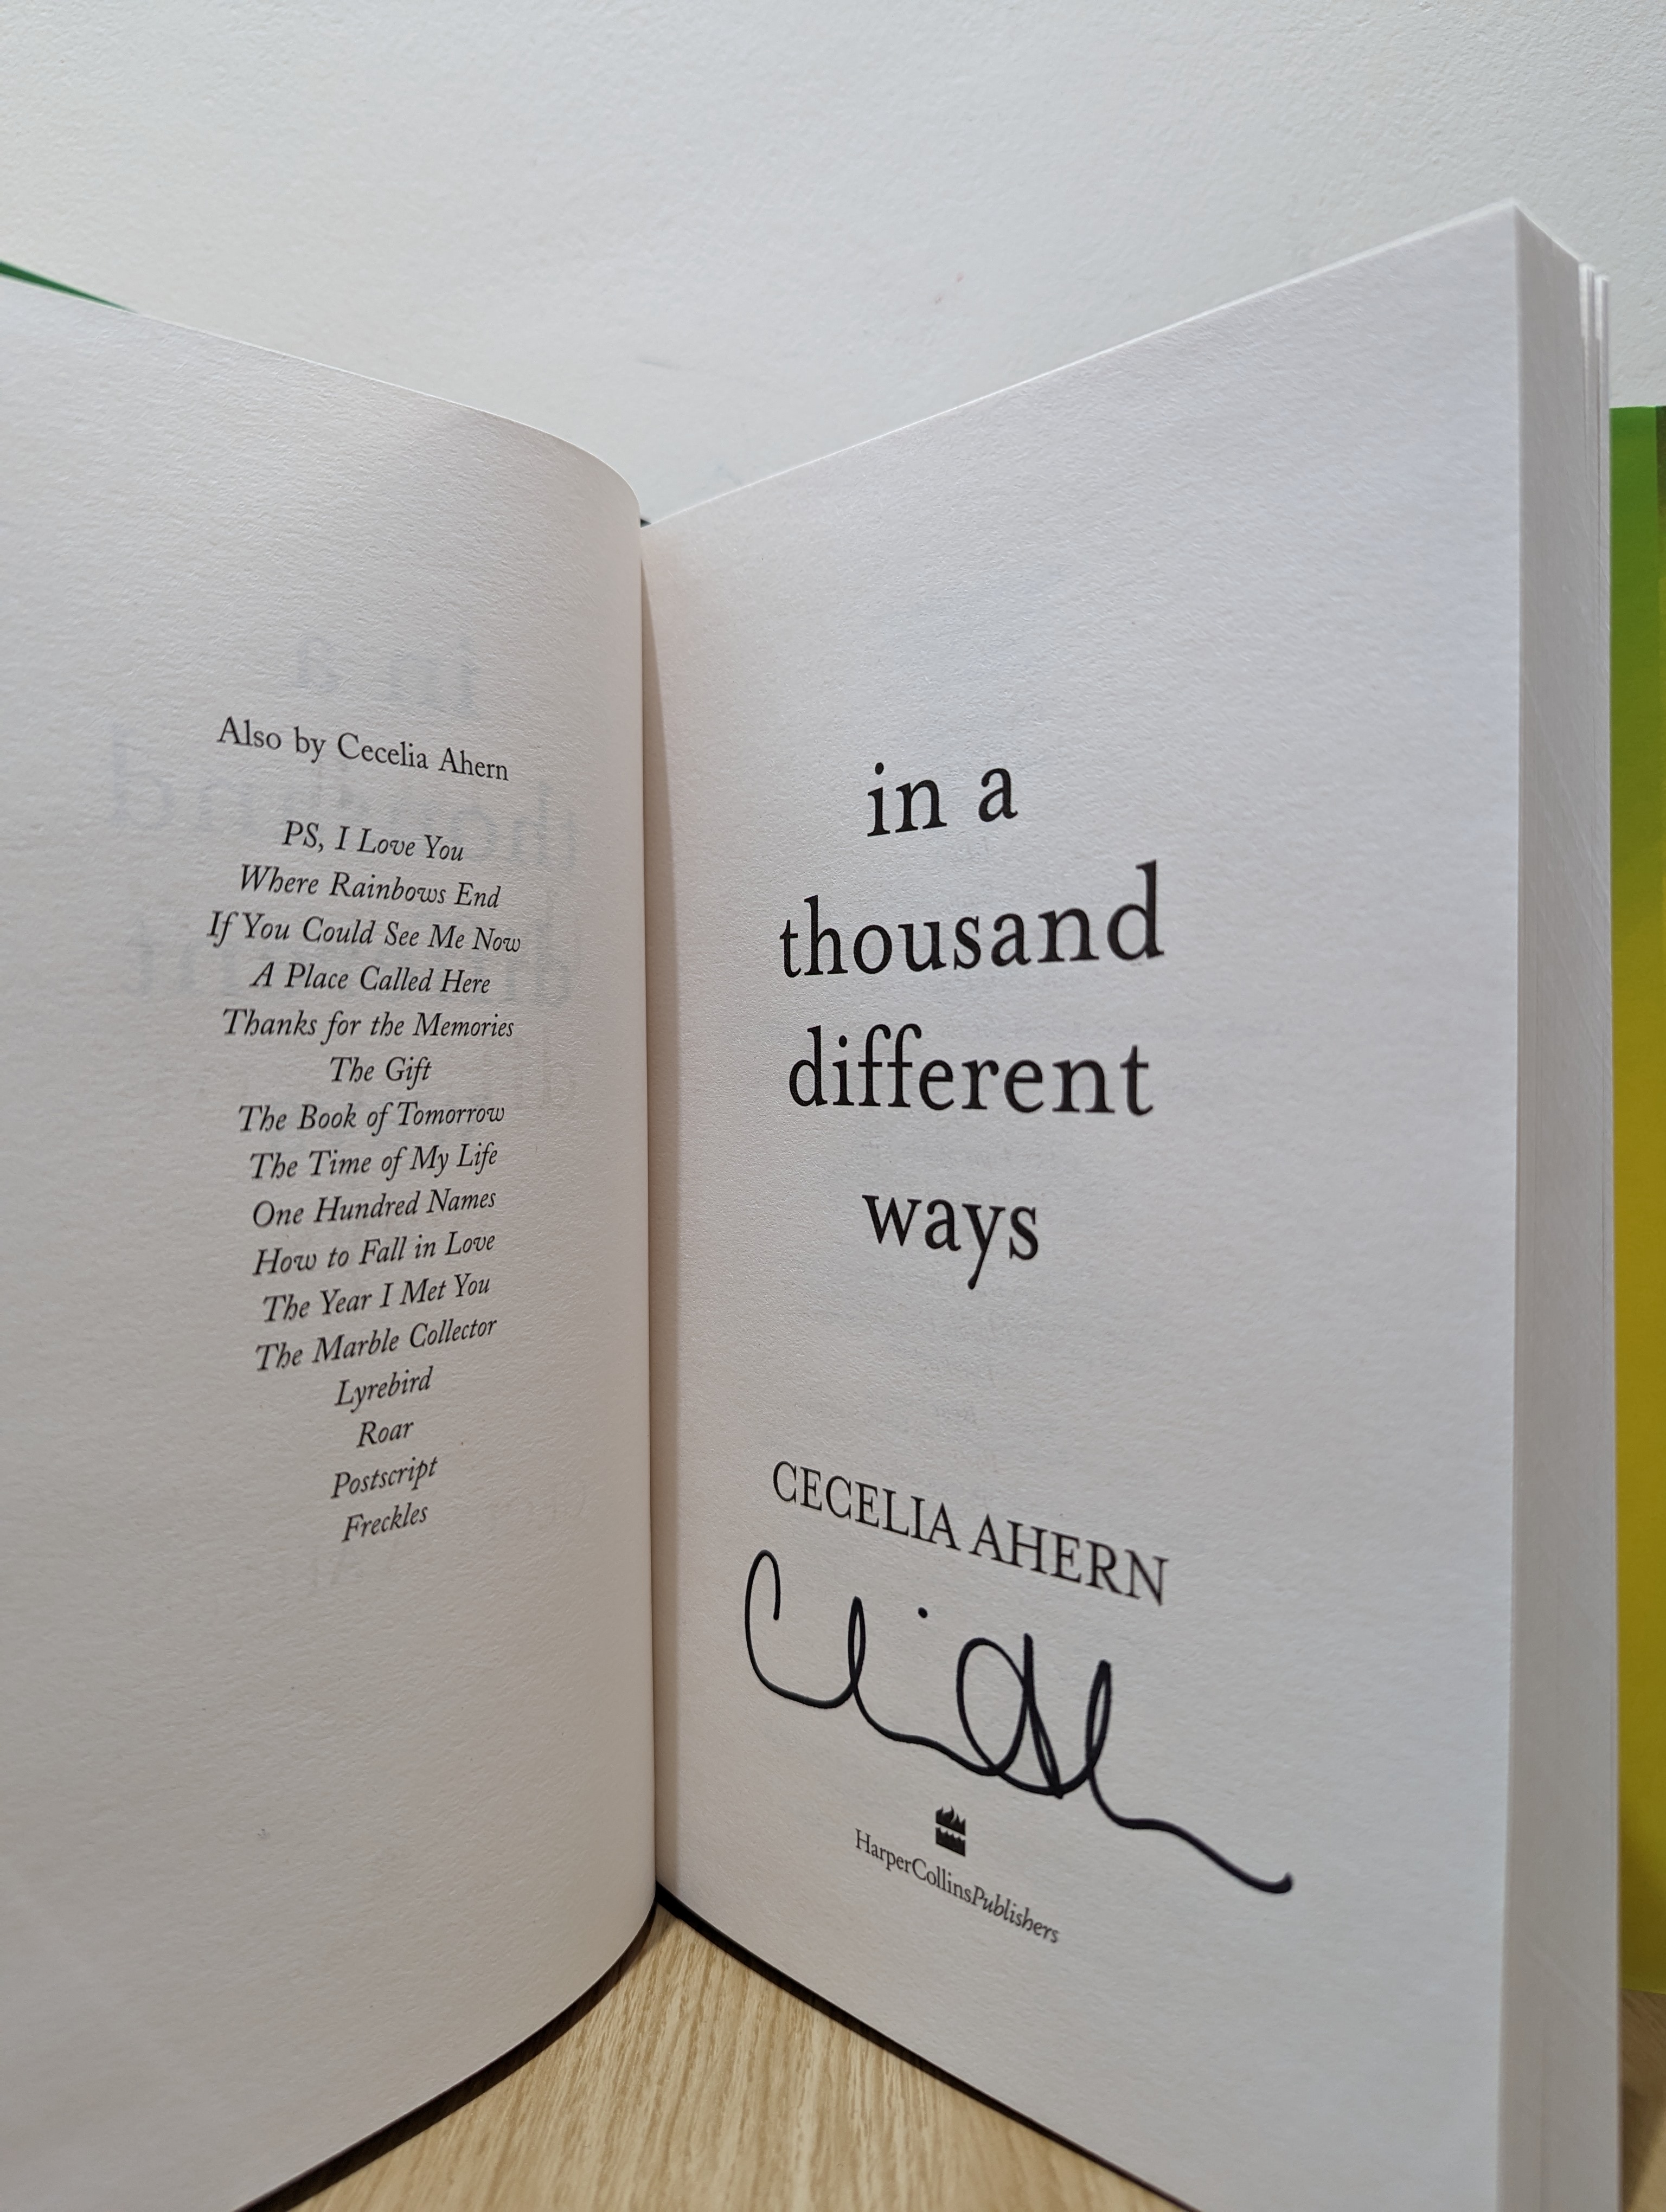 Also by Cecelia Ahern
PS, I Love You
Where Rainbows End
If You Could See Me Now
A Place Called Here
Thanks for the Memories
The Gift
The Book of Tomorrow
The Time of My Life
One Hundred Names
How to Fall in Love
The Year I Met You
The Marble Collector
Lyrebird
Roar
Postscript
Freckles
in a
thousand
different
ways
CECELIA AHERN
HarperCollinsPublishers